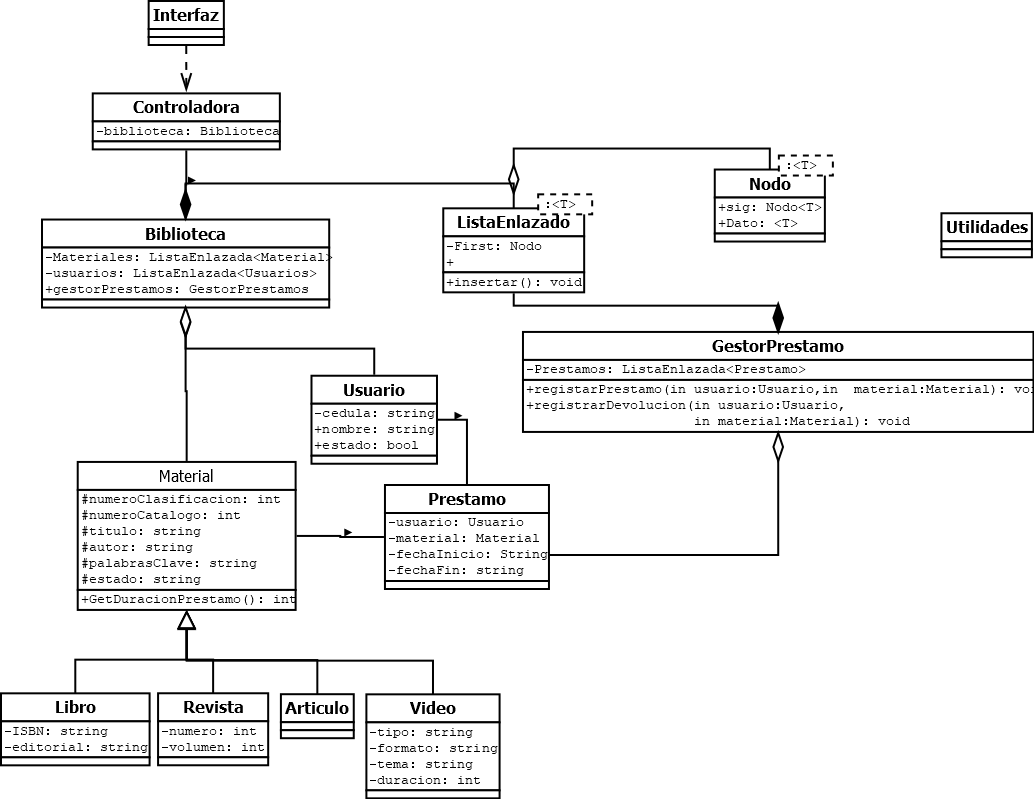 Interfaz
Controladora
-biblioteca: Biblioteca
:<T>
Nodo
+sig: Nodo<T>
+Dato: <T>
:<T>
ListaEnlazado
-First: Nodo
+
+insertar(): void
Utilidades
Biblioteca
-Materiales: ListaEnlazada<Material>
-usuarios: ListaEnlazada<Usuarios>
+gestorPrestamos: GestorPrestamos
GestorPrestamo
-Prestamos: ListaEnlazada<Prestamo>
+registarPrestamo(in usuario:Usuario,in  material:Material): voi
+registrarDevolucion(in usuario:Usuario,
in material:Material): void
Usuario
-cedula: string
+nombre: string
+estado: bool
Material
#numeroClasificacion: int
#numeroCatalogo: int
#titulo: string
#autor: string
#palabrasClave: string
#estado: string
+GetDuracionPrestamo(): int
Prestamo
-usuario: Usuario
-material: Material
-fechaInicio: String
-fechaFin: string
Libro
-ISBN: string
-editorial: string
Revista
-numero: int
-volumen: int
Articulo
Video
-tipo: string
-formato: string
-tema: string
-duracion: int